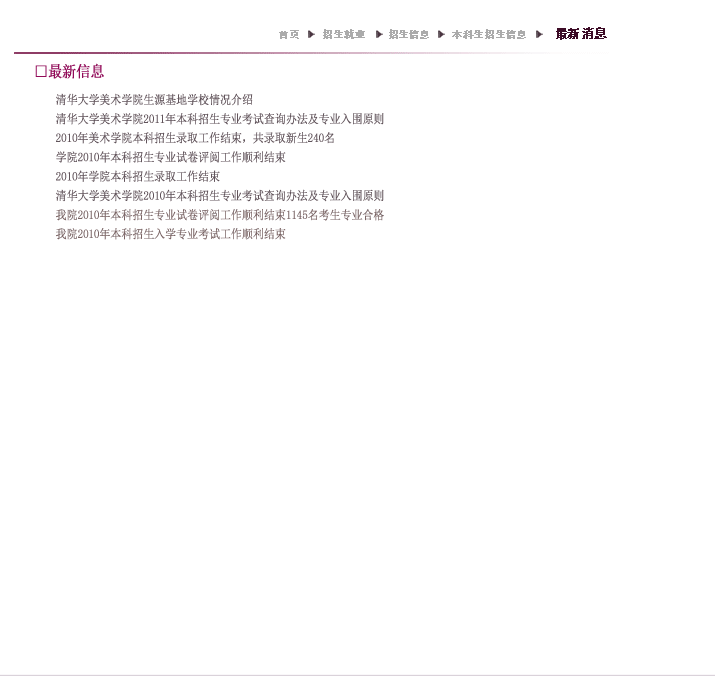 首页 ▶ 招生就业 ▶ 招生信息 ▶ 本科生招生信息 ▶ 最新消息
□最新信息
清华大学美术学院生源基地学校情况介绍
清华大学美术学院2011年本科招生专业考试查询办法及专业入围原则
2010年美术学院本科招生录取工作结束，共录取新生240名
学院2010年本科招生专业试卷评阅工作顺利结束
2010年学院本科招生录取工作结束
清华大学美术学院2010年本科招生专业考试查询办法及专业入围原则
我院2010年本科招生专业试卷评阅工作顺利结束1145名考生专业合格
我院2010年本科招生入学专业考试工作顺利结束